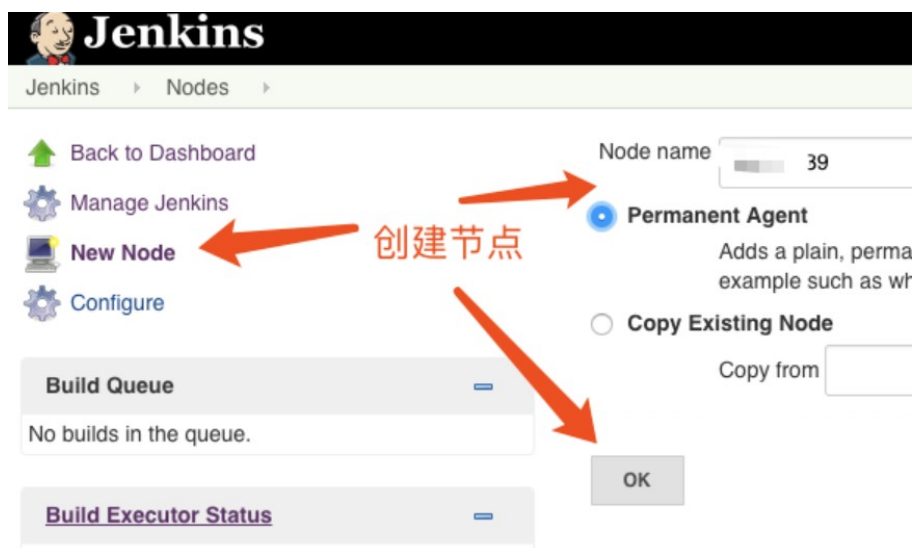 Jenkins
Jenkins Nodes
Back to Dashboard
Manage Jenkins
New Node
Configure
Build Queue
No builds in the queue.
Build Executor Status
创建节点
Node name
39
Permanent Agent
Adds a plain, perma
example such as wh
Copy Existing Node
Copy from
OK